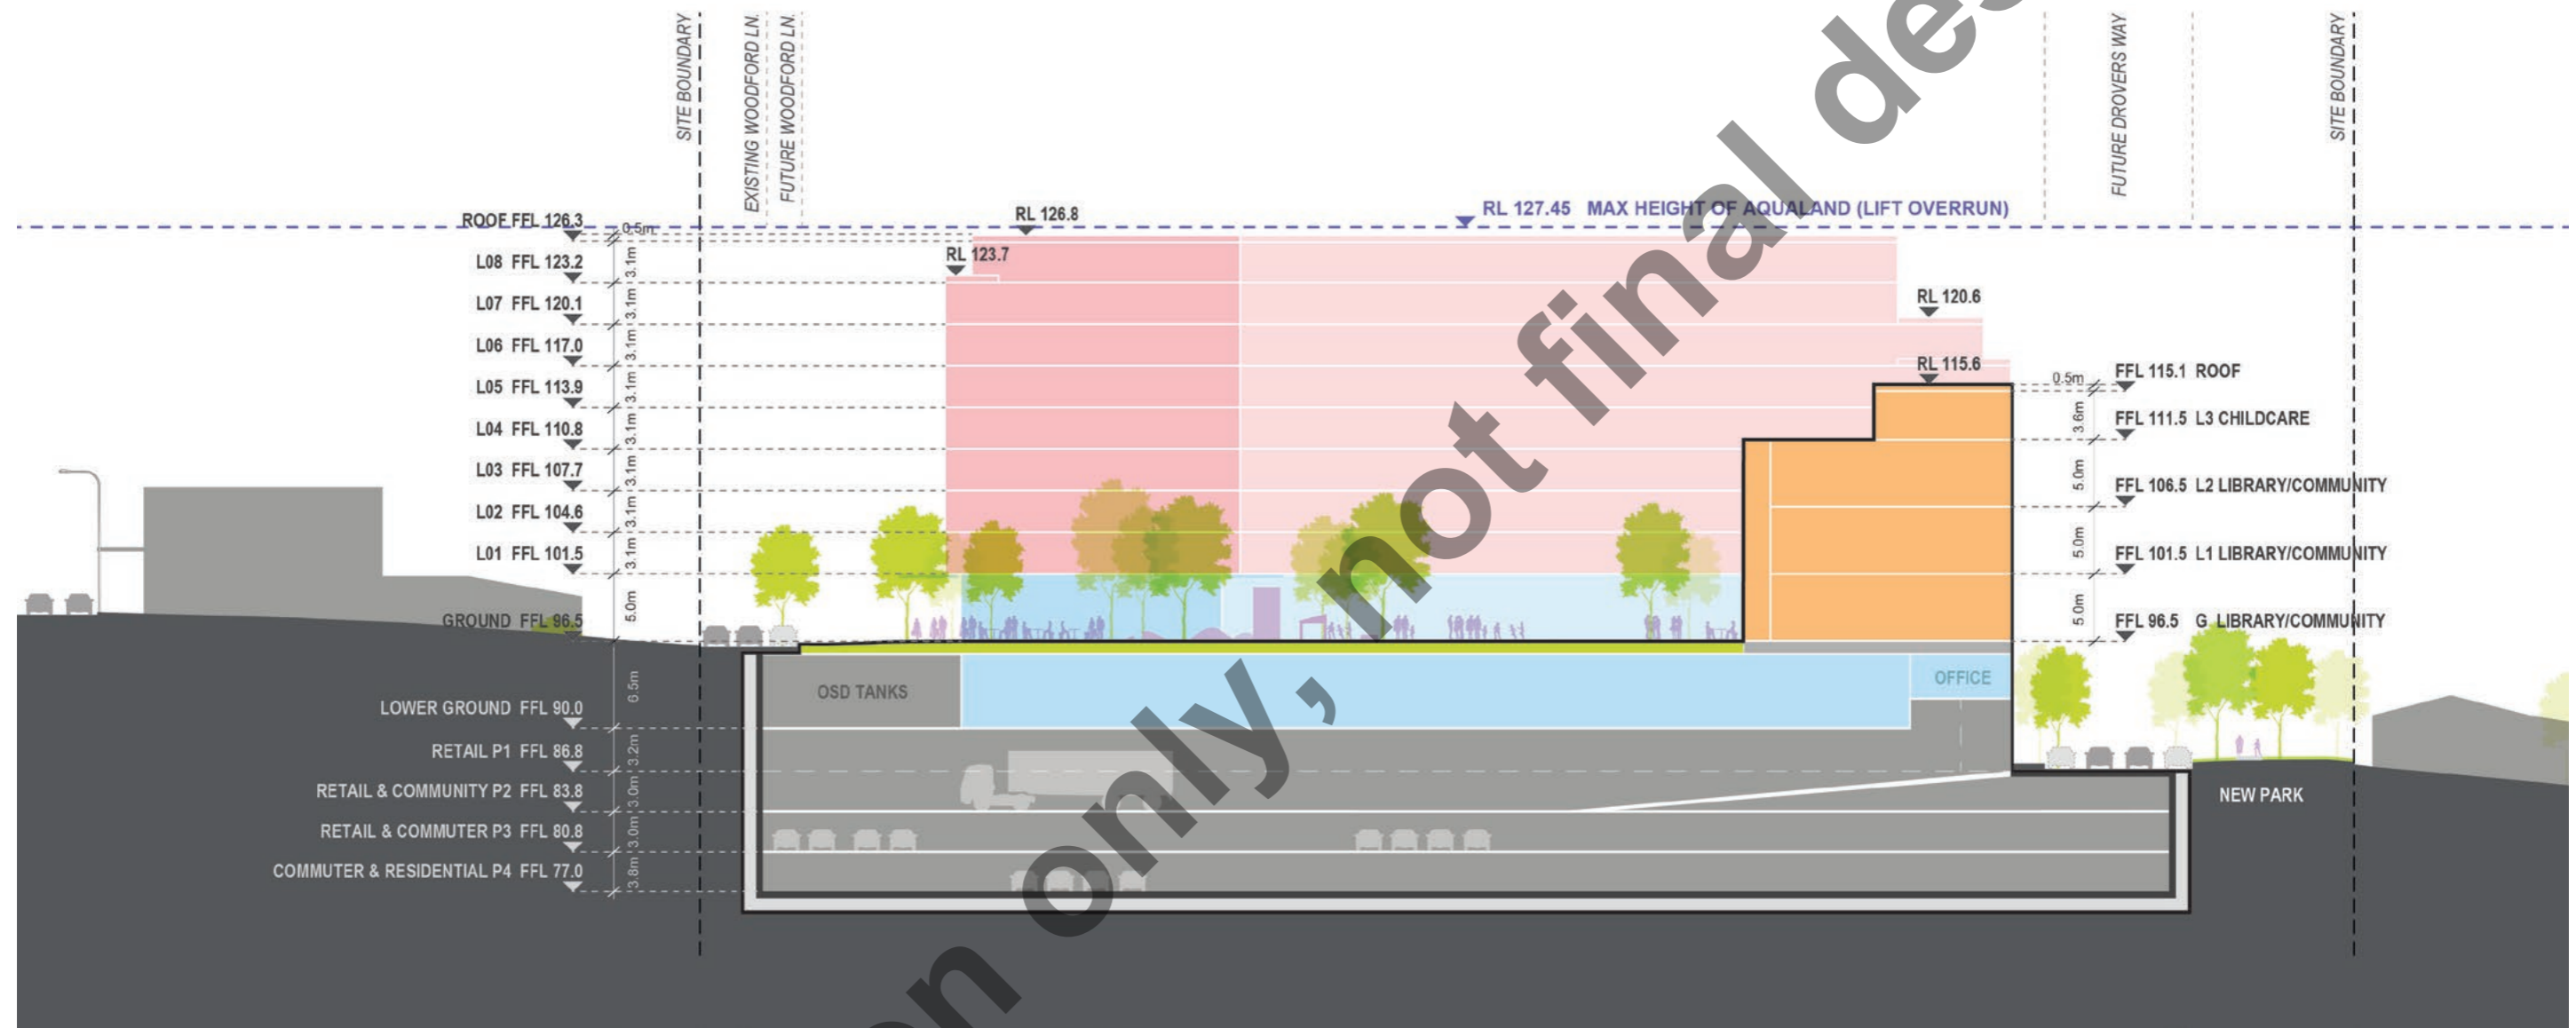 SITE BOUNDARY
EXISTING WOODFORD LN.
FUTURE WOODFORD LN.
FUTURE DROVERS WAY
SITE BOUNDARY
RL 127.45 MAX HEIGHT OF AQUALAND (LIFT OVERRUN)
RL 126.8
RL 123.7
RL 120.6
RL 115.6
ROOF FFL 126.3
0.5m
L08 FFL 123.2
3.1m
L07 FFL 120.1
3.1m
L06 FFL 117.0
3.1m
L05 FFL 113.9
3.1m
L04 FFL 110.8
3.1m
L03 FFL 107.7
3.1m
L02 FFL 104.6
3.1m
L01 FFL 101.5
3.1m
GROUND FFL 96.5
5.0m
LOWER GROUND FFL 90.0
6.5m
RETAIL P1 FFL 86.8
3.2m
RETAIL & COMMUNITY P2 FFL 83.8
3.0m
RETAIL & COMMUTER P3 FFL 80.8
3.0m
COMMUTER & RESIDENTIAL P4 FFL 77.0
3.8m
0.5m
FFL 115.1 ROOF
3.6m
FFL 111.5 L3 CHILDCARE
5.0m
FFL 106.5 L2 LIBRARY/COMMUNITY
5.0m
FFL 101.5 L1 LIBRARY/COMMUNITY
5.0m
FFL 96.5 G LIBRARY/COMMUNITY
OSD TANKS
OFFICE
NEW PARK
on only, not final des